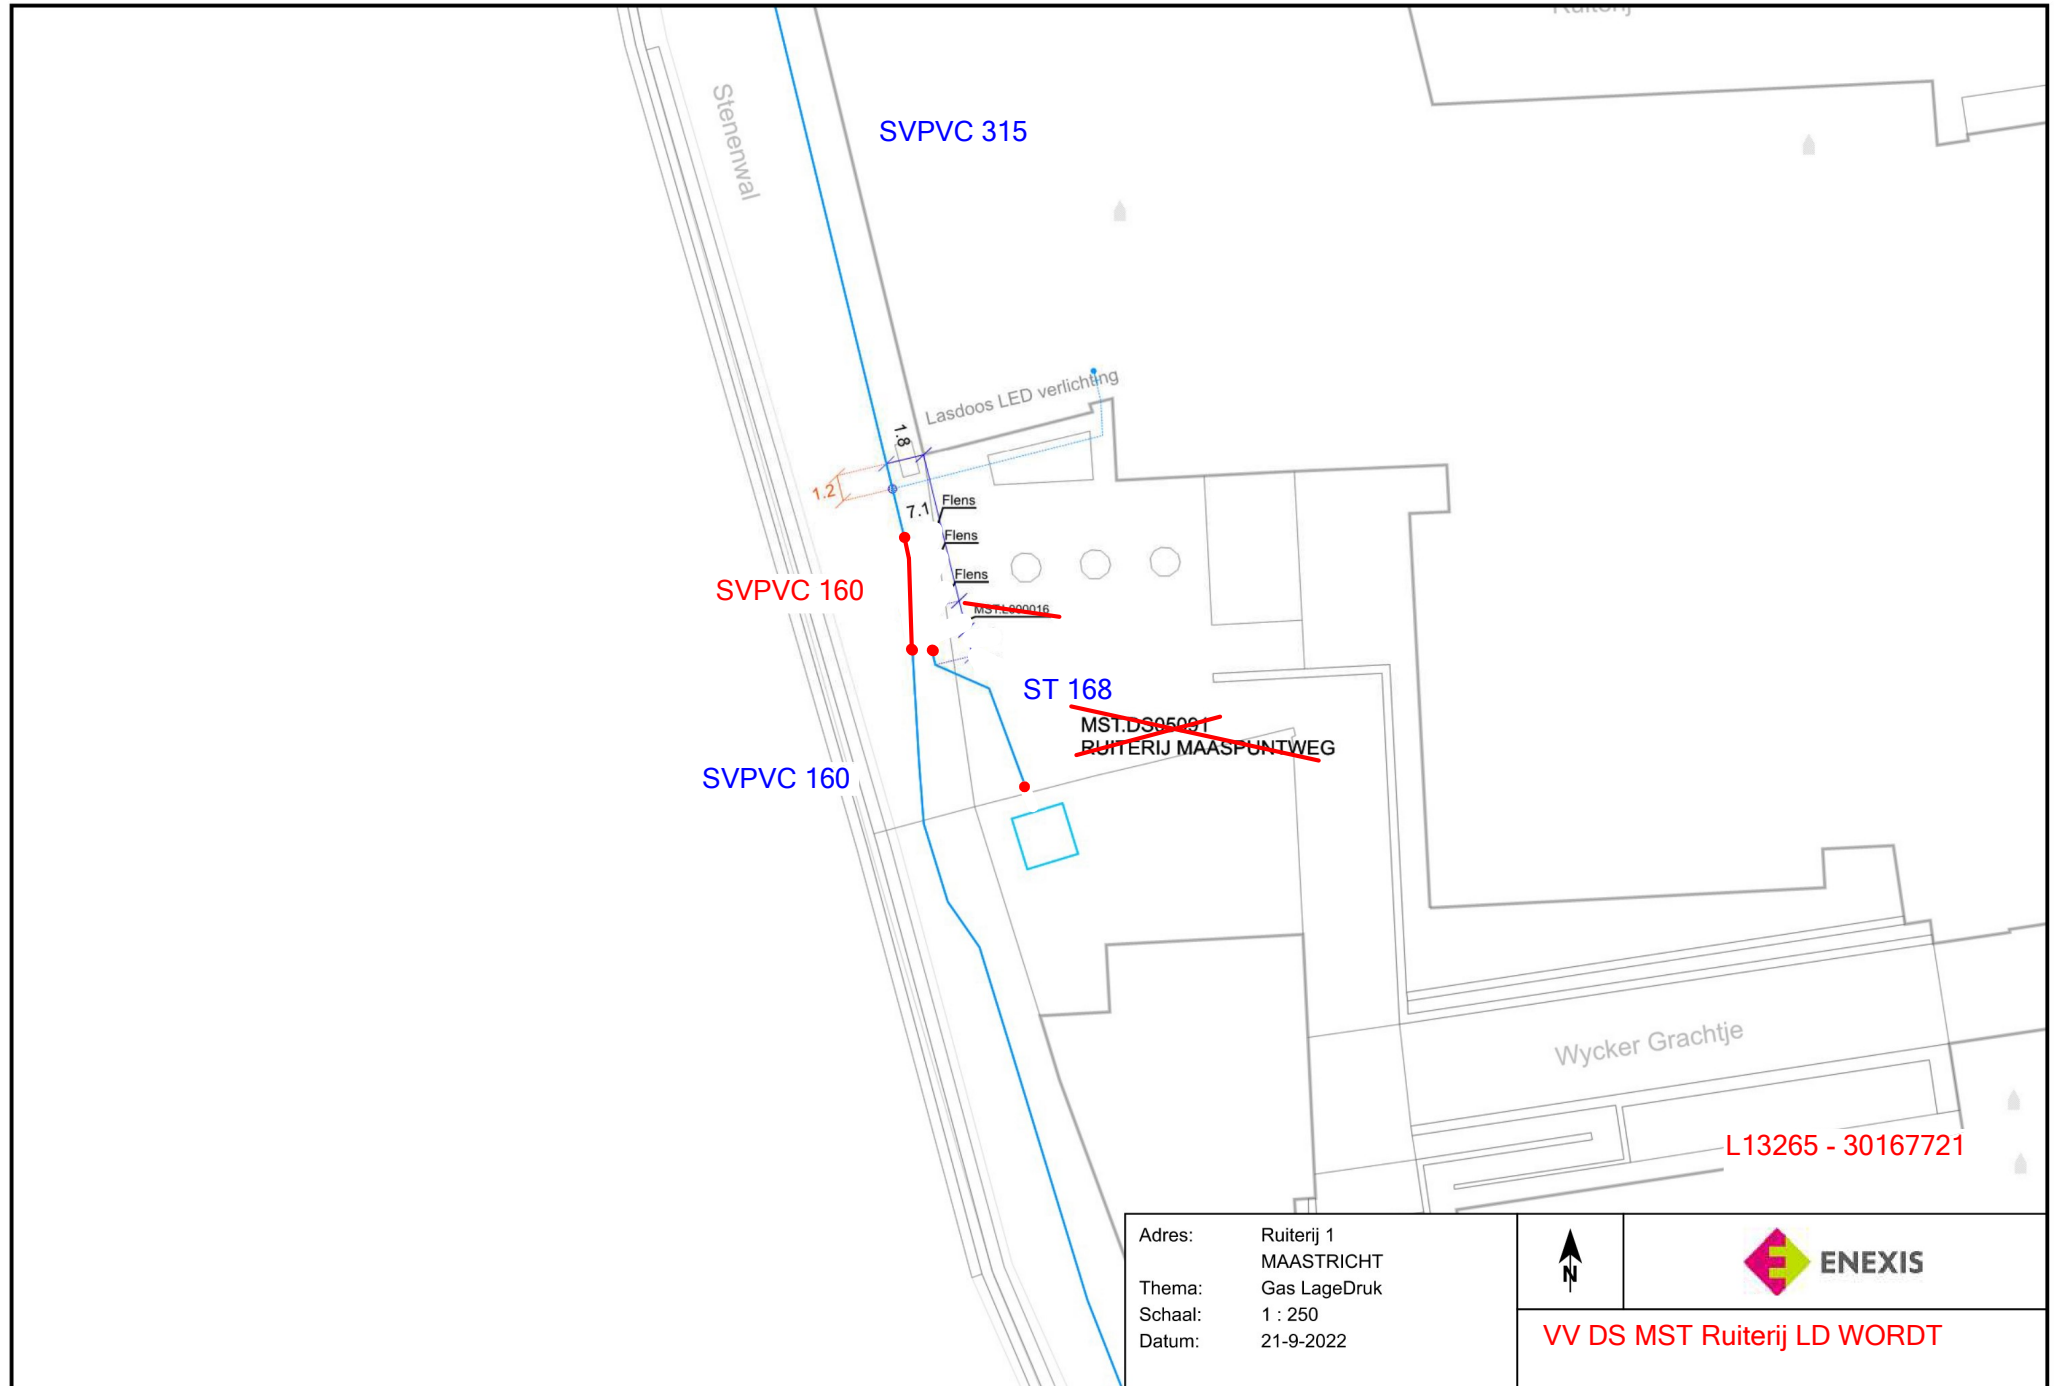 Stenenwal
SVPVC 315
Lasdoos LED verlichting
1.8
1.2
7.1
Flens
Flens
Flens
SVPVC 160
MST.L000016
ST 168
MST.DS05091
RUITERIJ MAASPUNTWEG
SVPVC 160
Wycker Grachtje
L13265 - 30167721
Adres: Ruiterij 1
MAASTRICHT
Thema: Gas LageDruk
Schaal: 1 : 250
Datum: 21-9-2022
N
ENEXIS
VV DS MST Ruiterij LD WORDT